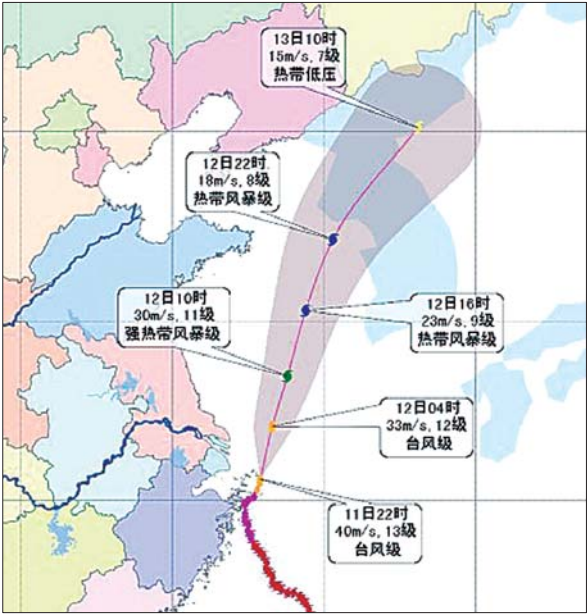 13日10时
15m/s,7级
热带低压
12日22时
18m/s,8级
热带风暴级
12日10时
30m/s,11级
强热带风暴级
12日16时
23m/s,9级
热带风暴级
12日04时
33m/s,12级
台风级
11日22时
40m/s,13级
台风级